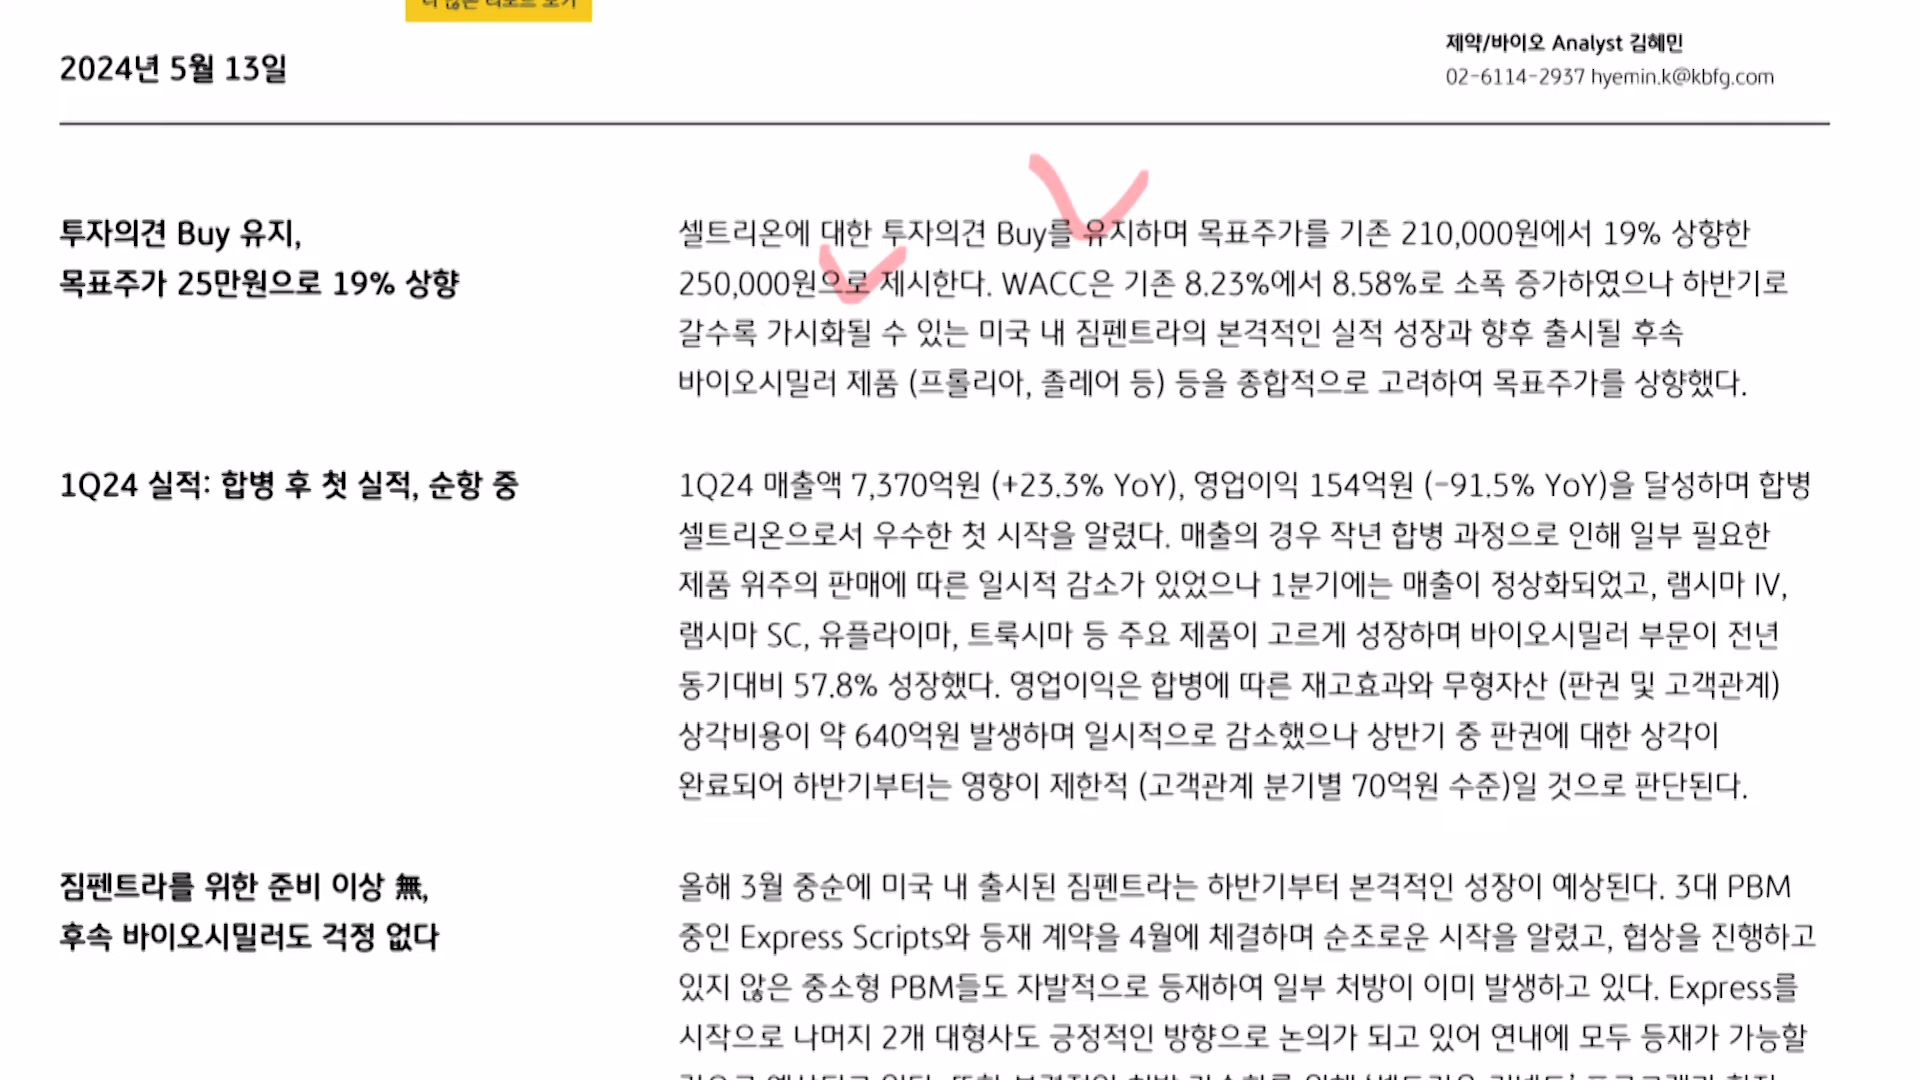 더 많은 리포트 보기
2024년 5월 13일
제약/바이오 Analyst 김혜민
02-6114-2937 hyemin.k@kbfg.com
투자의견 Buy 유지,
목표주가 25만원으로 19% 상향
셀트리온에 대한 투자의견 Buy를 유지하며 목표주가를 기존 210,000원에서 19% 상향한
250,000원으로 제시한다. WACC은 기존 8.23%에서 8.58%로 소폭 증가하였으나 하반기로
갈수록 가시화될 수 있는 미국 내 짐펜트라의 본격적인 실적 성장과 향후 출시될 후속
바이오시밀러 제품 (프롤리아, 졸레어 등) 등을 종합적으로 고려하여 목표주가를 상향했다.
1Q24 실적: 합병 후 첫 실적, 순항 중
1Q24 매출액 7,370억원 (+23.3% YoY), 영업이익 154억원 (-91.5% YoY)을 달성하며 합병
셀트리온으로서 우수한 첫 시작을 알렸다. 매출의 경우 작년 합병 과정으로 인해 일부 필요한
제품 위주의 판매에 따른 일시적 감소가 있었으나 1분기에는 매출이 정상화되었고, 램시마 IV,
램시마 SC, 유플라이마, 트룩시마 등 주요 제품이 고르게 성장하며 바이오시밀러 부문이 전년
동기대비 57.8% 성장했다. 영업이익은 합병에 따른 재고효과와 무형자산 (판권 및 고객관계)
상각비용이 약 640억원 발생하며 일시적으로 감소했으나 상반기 중 판권에 대한 상각이
완료되어 하반기부터는 영향이 제한적 (고객관계 분기별 70억원 수준)일 것으로 판단된다.
짐펜트라를 위한 준비 이상 無,
후속 바이오시밀러도 걱정 없다
올해 3월 중순에 미국 내 출시된 짐펜트라는 하반기부터 본격적인 성장이 예상된다. 3대 PBM
중인 Express Scripts와 등재 계약을 4월에 체결하며 순조로운 시작을 알렸고, 협상을 진행하고
있지 않은 중소형 PBM들도 자발적으로 등재하여 일부 처방이 이미 발생하고 있다. Express를
시작으로 나머지 2개 대형사도 긍정적인 방향으로 논의가 되고 있어 연내에 모두 등재가 가능할